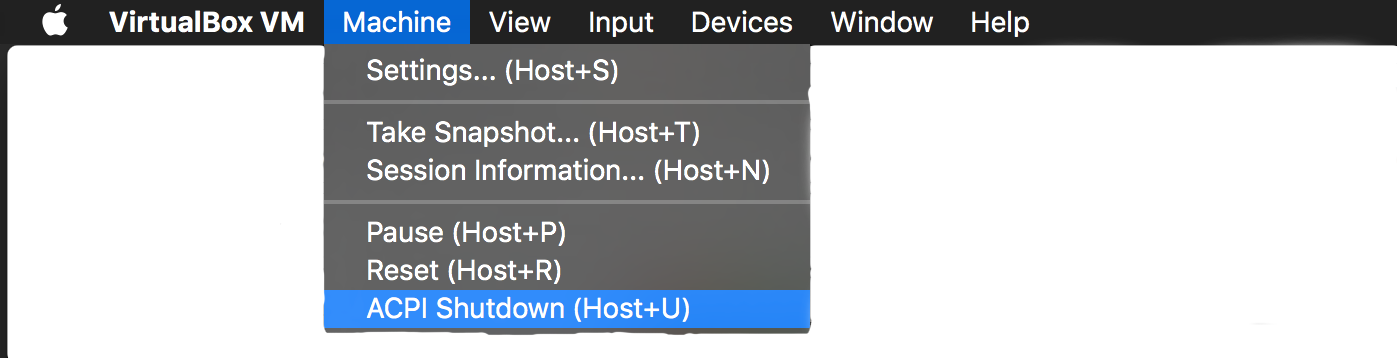 VirtualBox VM Machine View Input Devices Window Help
Settings... (Host+S)
Take Snapshot... (Host+T)
Session Information... (Host+N)
Pause (Host+P)
Reset (Host+R)
ACPI Shutdown (Host+U)